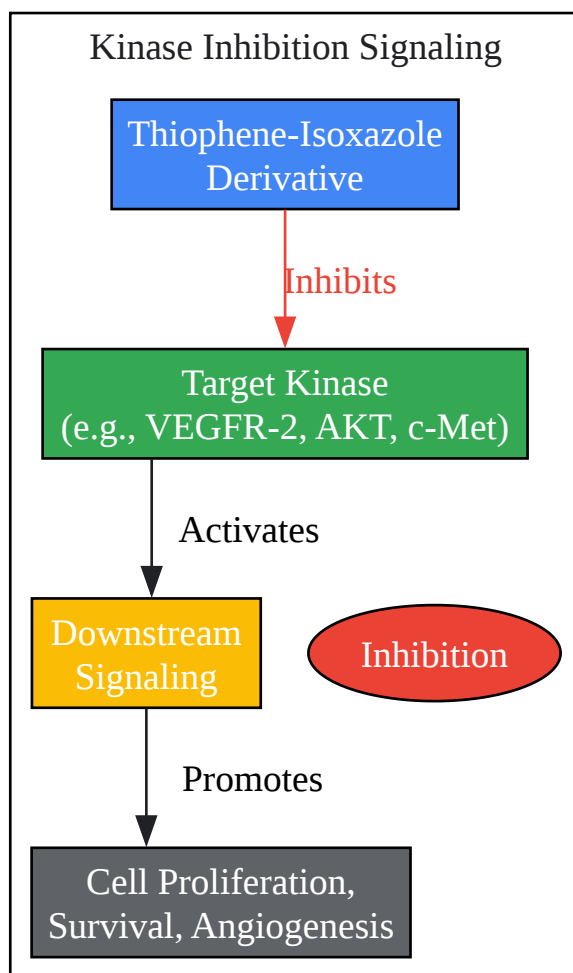 Kinase Inhibition Signaling
Thiophene-Isoxazole
Derivative
Inhibits
Target Kinase
(e.g., VEGFR-2, AKT, c-Met)
Activates
Downstream
Signaling
Inhibition
Promotes
Cell Proliferation,
Survival, Angiogenesis